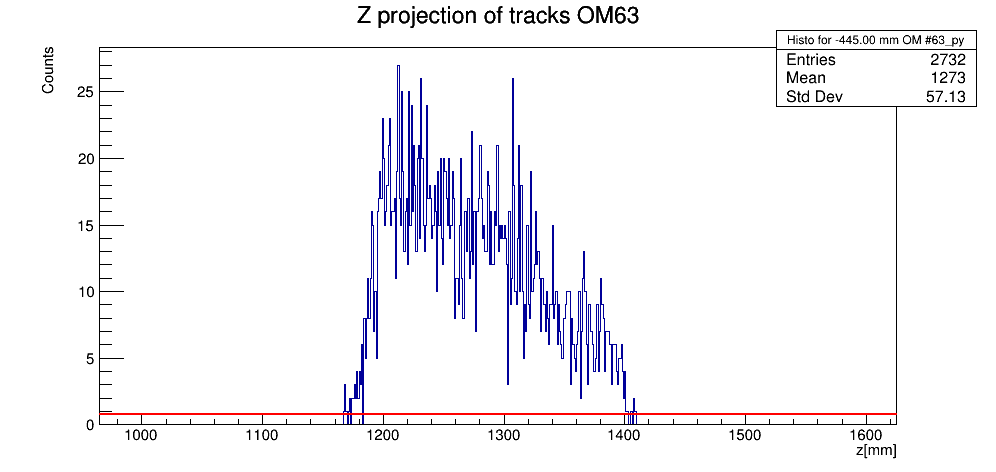 Z projection of tracks OM63
Histo for -445.00 mm OM #63_py
Entries 2732
Mean 1273
Std Dev 57.13
Counts
25
20
15
10
5
0
1000 1100 1200 1300 1400 1500 1600
z[mm]